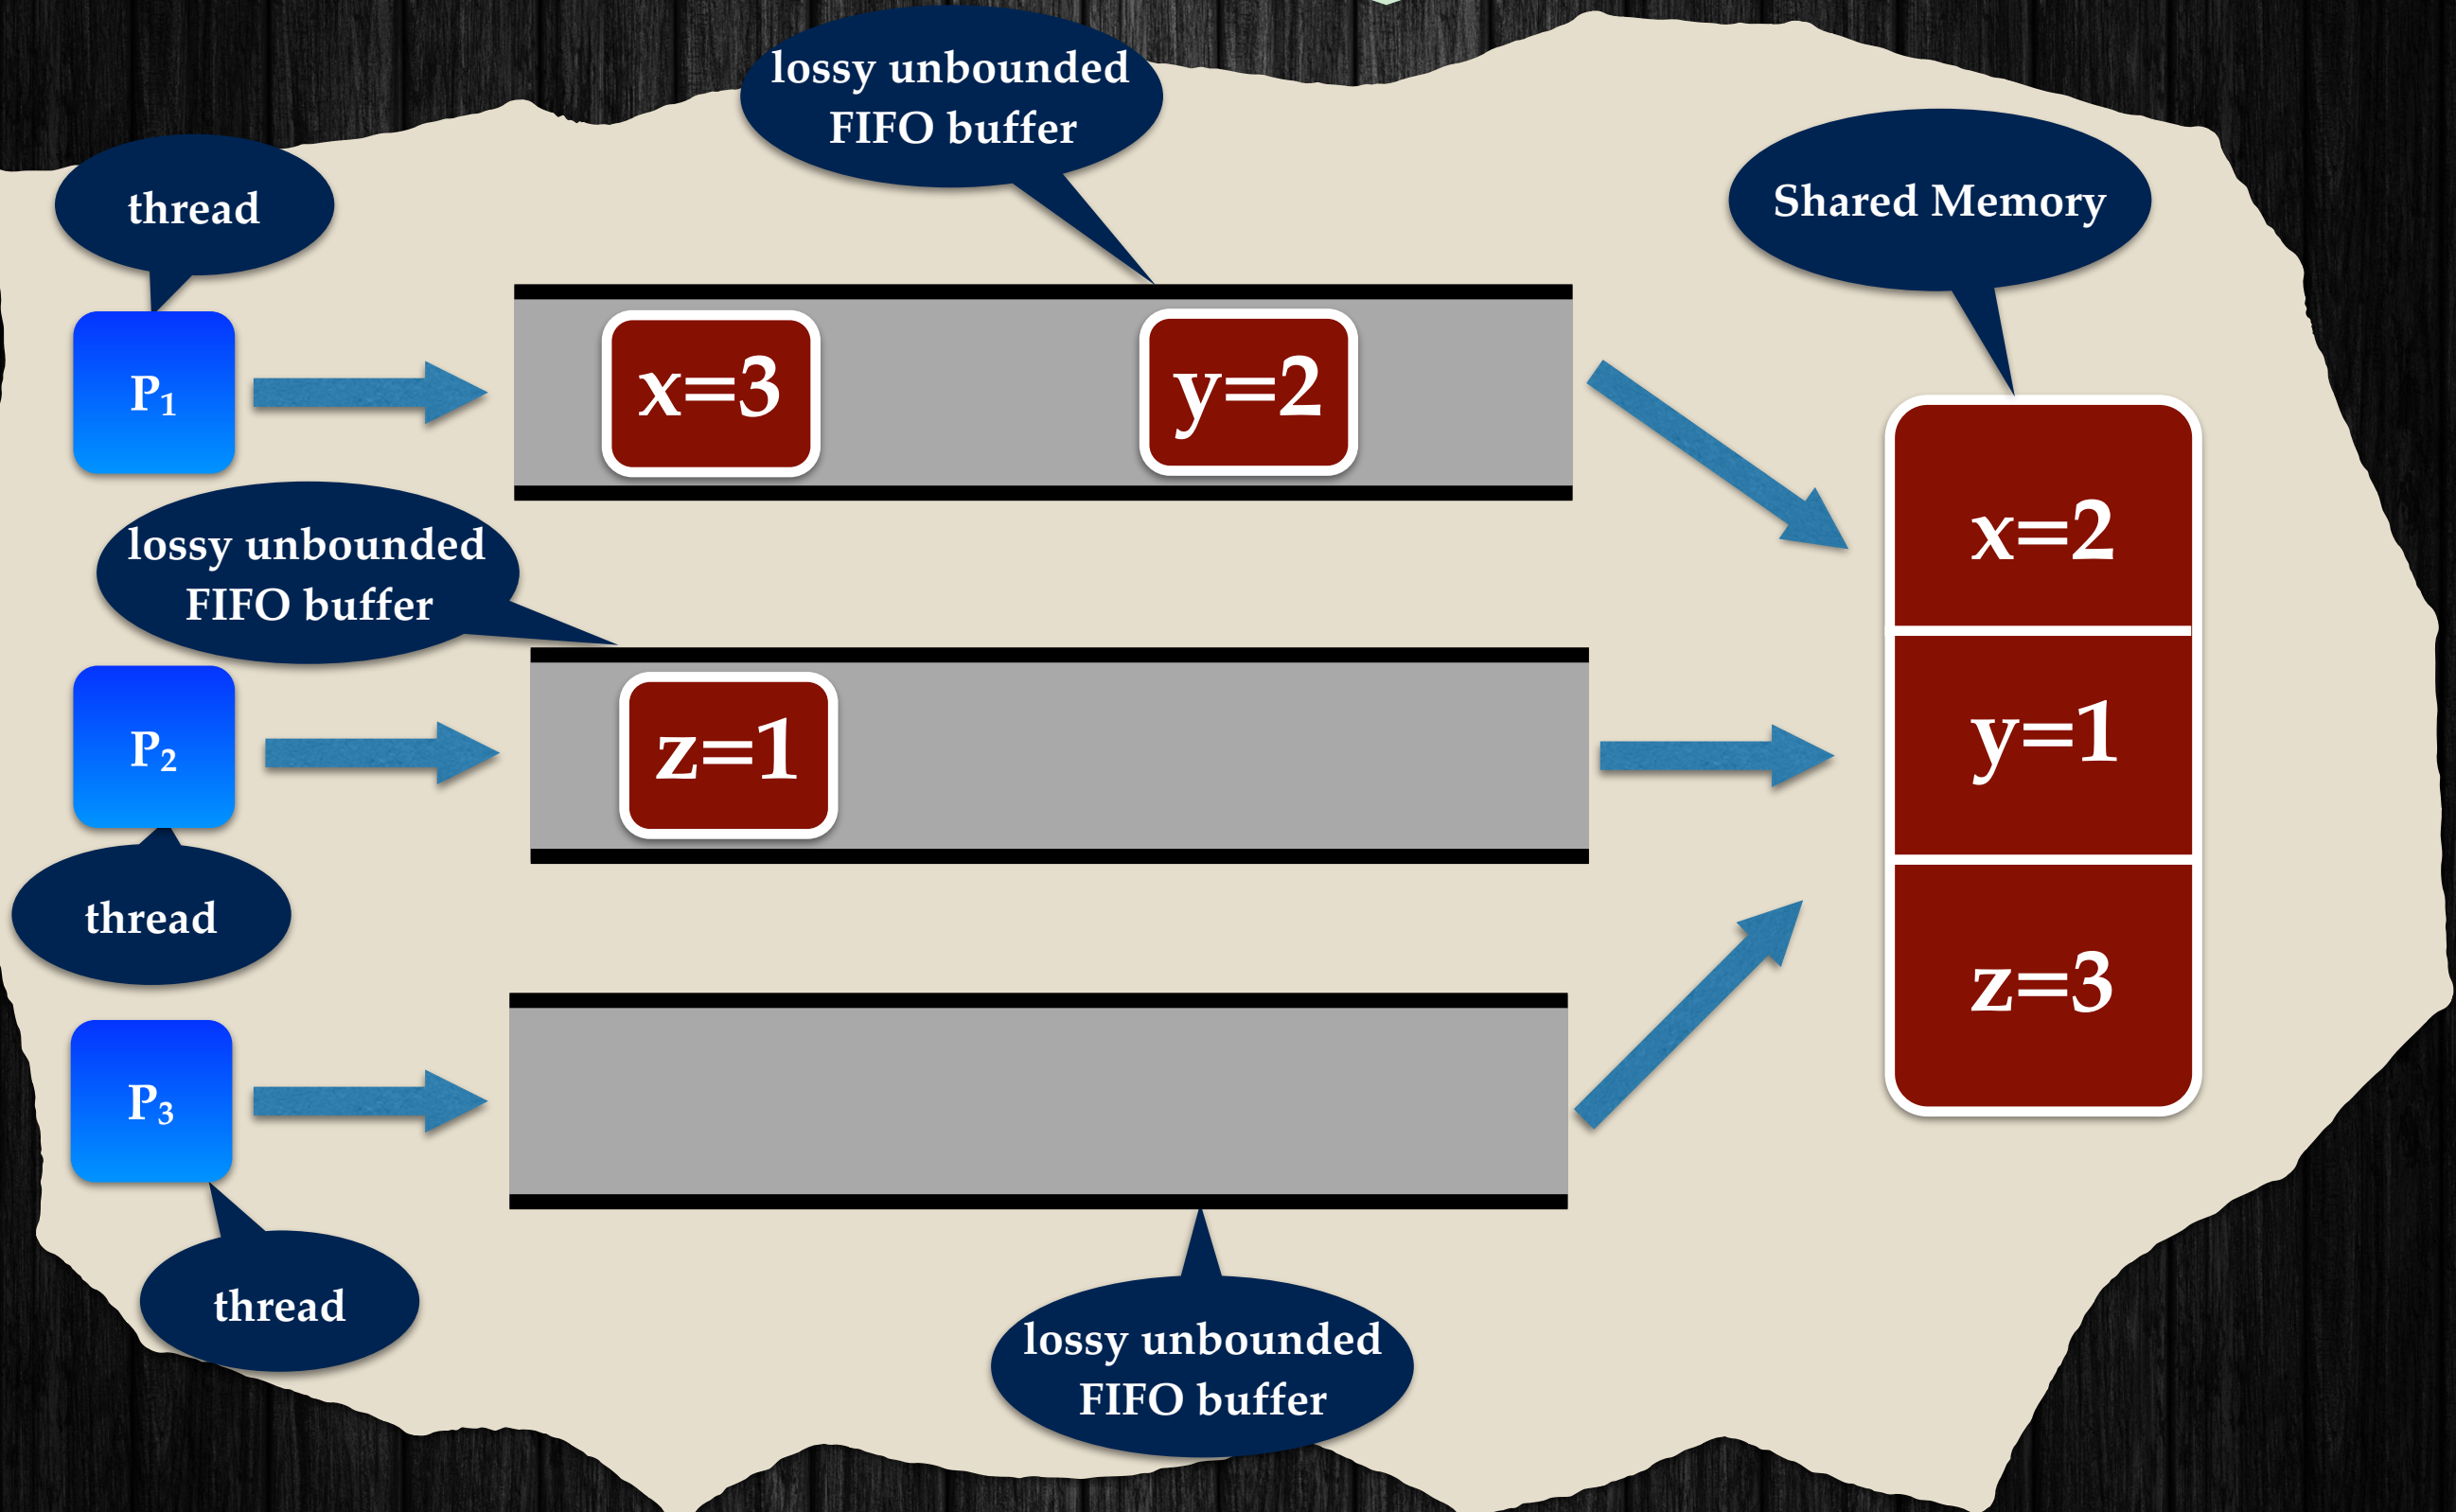 lossy unbounded
FIFO buffer
thread
Shared Memory
P₁
x=3
y=2
lossy unbounded
FIFO buffer
x=2
P₂
z=1
y=1
thread
z=3
P₃
thread
lossy unbounded
FIFO buffer